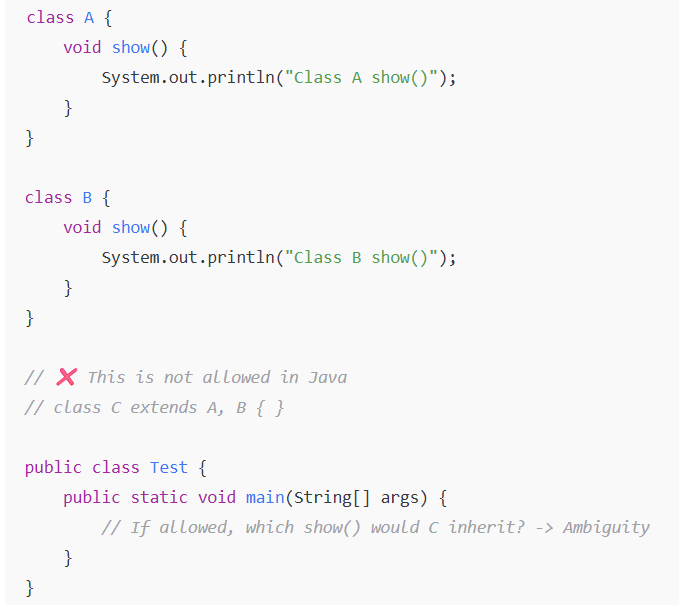 class A {
    void show() {
        System.out.println("Class A show()");
    }
}

class B {
    void show() {
        System.out.println("Class B show()");
    }
}

// ❌ This is not allowed in Java
// class C extends A, B { }

public class Test {
    public static void main(String[] args) {
        // If allowed, which show() would C inherit? -> Ambiguity
    }
}